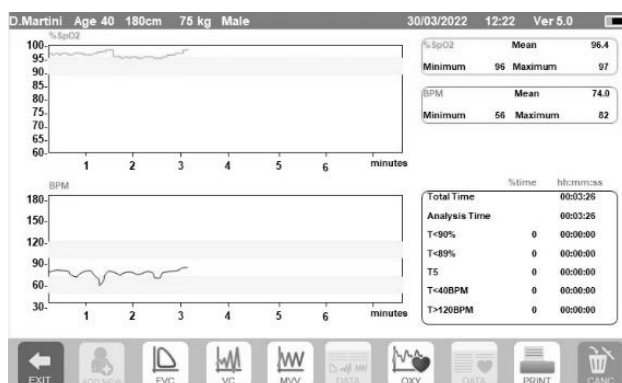 D.Martini Age 40 180cm 75 kg Male 30/03/2022 12:22 Ver 5.0
%SpO2
100-
95-
90-
85-
80-
75-
70-
65-
60-
1 2 3 4 5 6 minutes
%SpO2 Mean 96.4
Minimum 96 Maximum 97
BPM Mean 74.0
Minimum 56 Maximum 82
BPM
180-
150-
120-
90-
60-
30-
1 2 3 4 5 6 minutes
%time hh:mm:ss
Total Time 00:03:26
Analysis Time 00:03:26
T<90% 0 00:00:00
T<89% 0 00:00:00
T5 0 00:00:00
T<40BPM 0 00:00:00
T>120BPM 0 00:00:00
EXIT ADD NEW FVC VC MVV DATA OXY DATA PRINT CANC